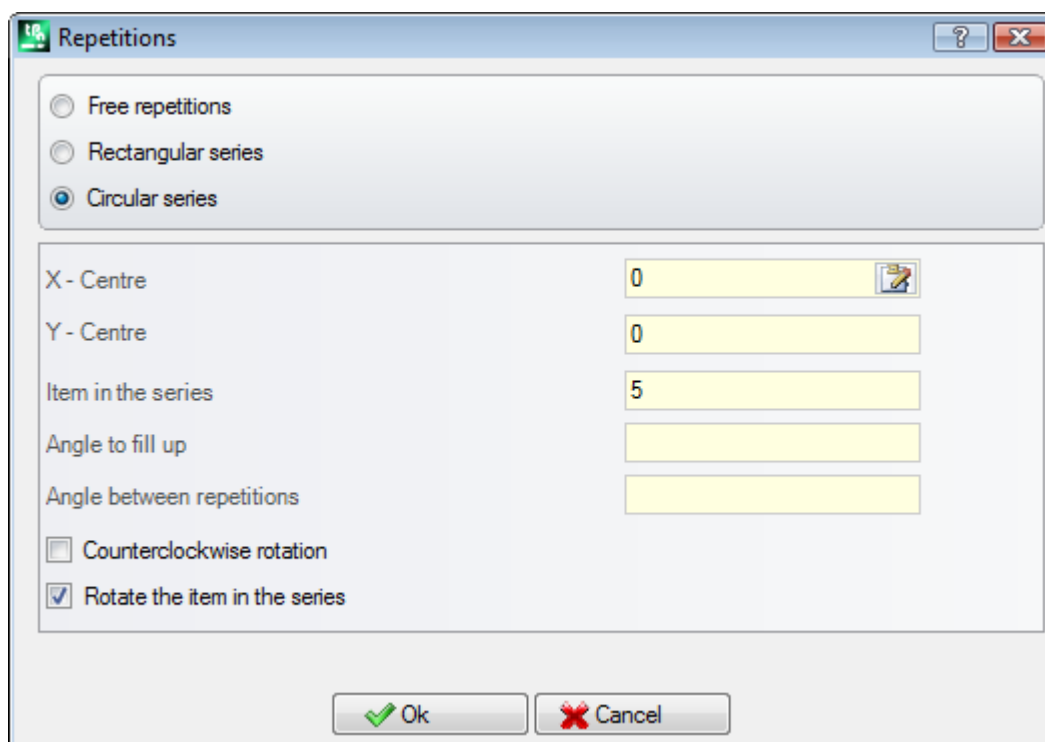 Repetitions
Free repetitions
Rectangular series
Circular series
X - Centre 0
Y - Centre 0
Item in the series 5
Angle to fill up
Angle between repetitions
Counterclockwise rotation
Rotate the item in the series
Ok Cancel